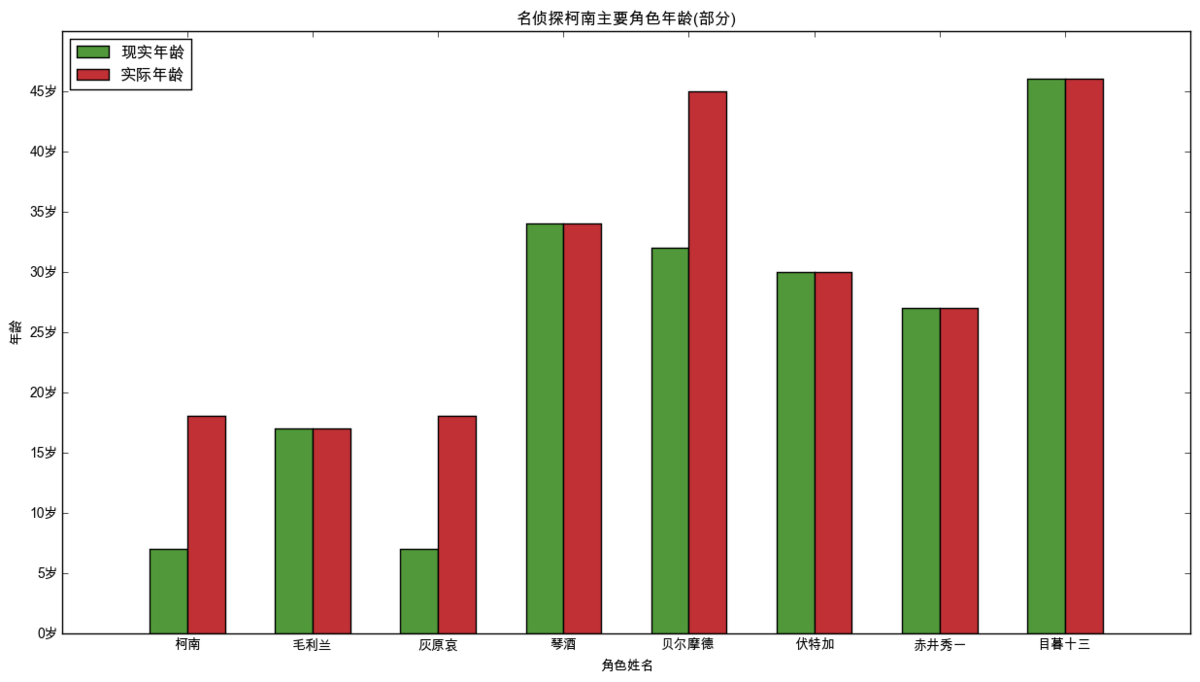 名侦探柯南主要角色年龄(部分)
现实年龄
实际年龄
45岁
40岁
35岁
30岁
25岁
20岁
15岁
10岁
5岁
0岁
年龄
柯南 毛利兰 灰原哀 琴酒 贝尔摩德 伏特加 赤井秀一 目暮十三
角色姓名